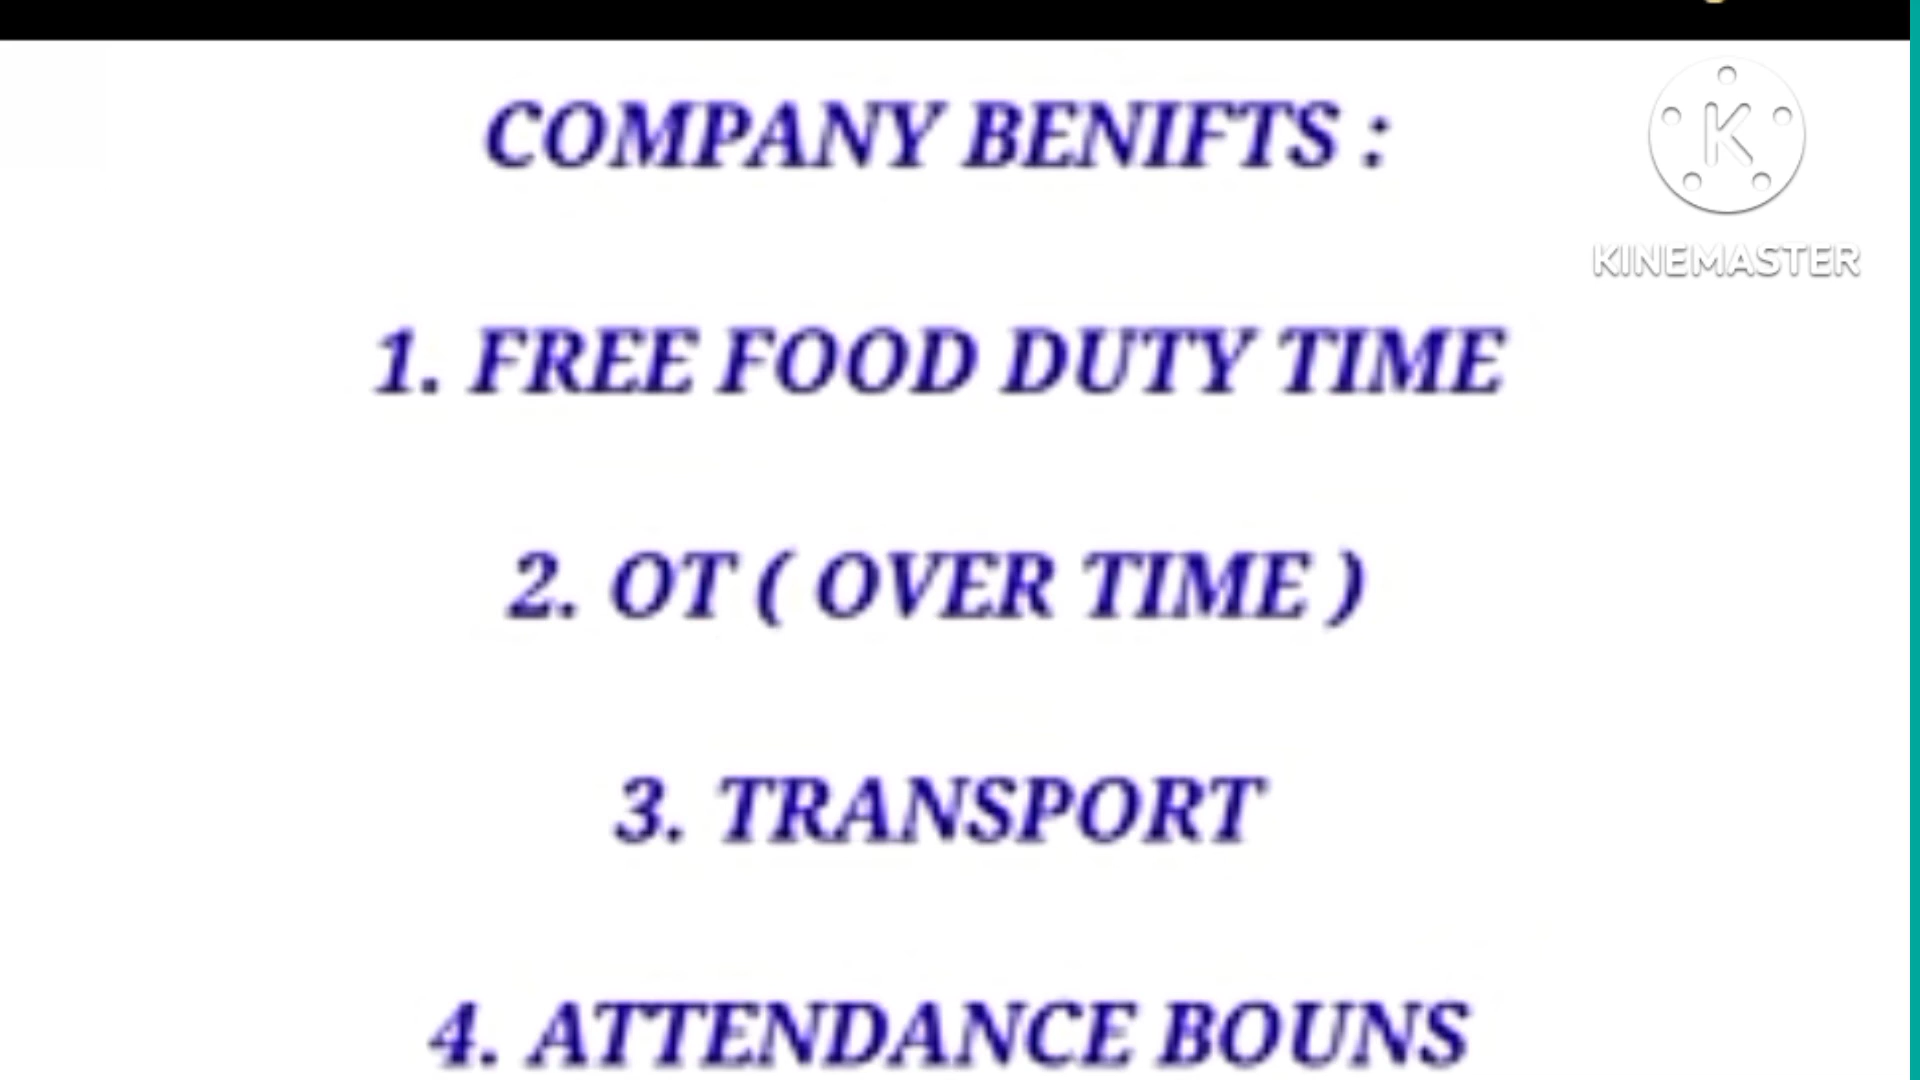 COMPANY BENIFTS :
KINEMASTER
1. FREE FOOD DUTY TIME
2. OT ( OVER TIME )
3. TRANSPORT
4. ATTENDANCE BOUNS